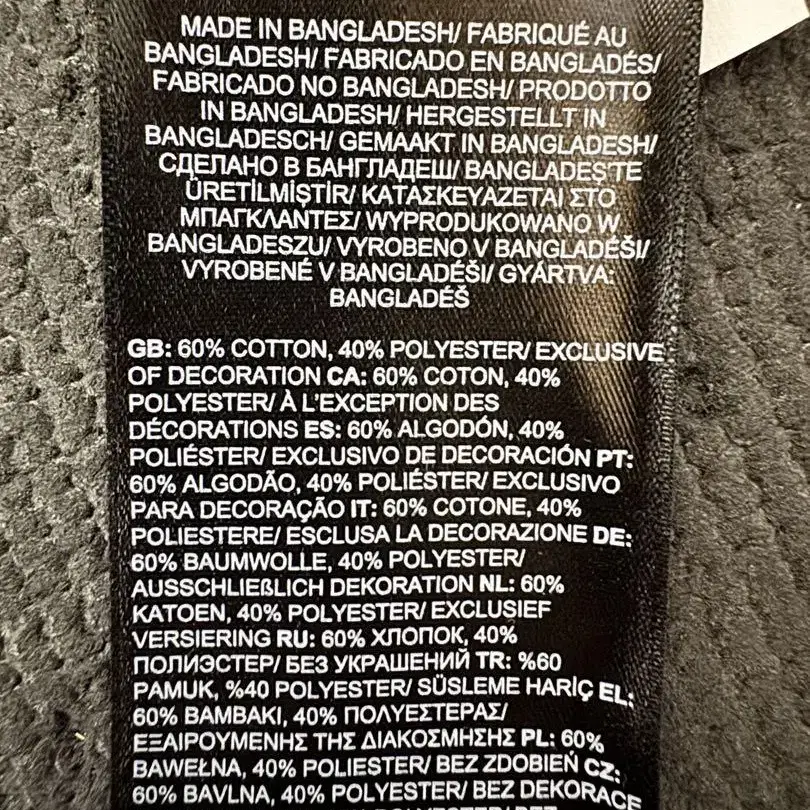 MADE IN BANGLADESH/ FABRIQUÉ AU
BANGLADESH/ FABRICADO EN BANGLADÉS/
FABRICADO NO BANGLADESH/ PRODOTTO
IN BANGLADESH/ HERGESTELLT IN
BANGLADESCH/ GEMAAKT IN BANGLADESH/
СДЕЛАНО В БАНГЛАДЕШ/ BANGLADEŞ'TE
ÜRETİLMİŞTİR/ ΚΑΤΑΣΚΕΥΑΖΕΤΑΙ ΣΤΟ
ΜΠΑΓΚΛΑΝΤΕΣ/ WYPRODUKOWANO W
BANGLADESZU/ VYROBENO V BANGLADÉŠI/
VYROBENÉ V BANGLADÉŠI/ GYÁRTVA:
BANGLADÉŠ
GB: 60% COTTON, 40% POLYESTER/ EXCLUSIVE
OF DECORATION CA: 60% COTON, 40%
POLYESTER/ À L'EXCEPTION DES
DÉCORATIONS ES: 60% ALGODÓN, 40%
POLIÉSTER/ EXCLUSIVO DE DECORACIÓN PT:
60% ALGODÃO, 40% POLIÉSTER/ EXCLUSIVO
PARA DECORAÇÃO IT: 60% COTONE, 40%
POLIESTERE/ ESCLUSA LA DECORAZIONE DE:
60% BAUMWOLLE, 40% POLYESTER/
AUSSCHLIEßLICH DEKORATION NL: 60%
KATOEN, 40% POLYESTER/ EXCLUSIEF
VERSIERING RU: 60% ХЛОПОК, 40%
ПОЛИЭСТЕР/ БЕЗ УКРАШЕНИЙ TR: %60
PAMUK, %40 POLYESTER/ SÜSLEME HARİÇ EL:
60% ΒΑΜΒΑΚΙ, 40% ΠΟΛΥΕΣΤΕΡΑΣ/
ΕΞΑΙΡΟΥΜΕΝΗΣ ΤΗΣ ΔΙΑΚΟΣΜΗΣΗΣ PL: 60%
BAWEŁNA, 40% POLIESTER/ BEZ ZDOBIEŃ CZ:
60% BAVLNA, 40% POLYESTER/ BEZ DEKORACE